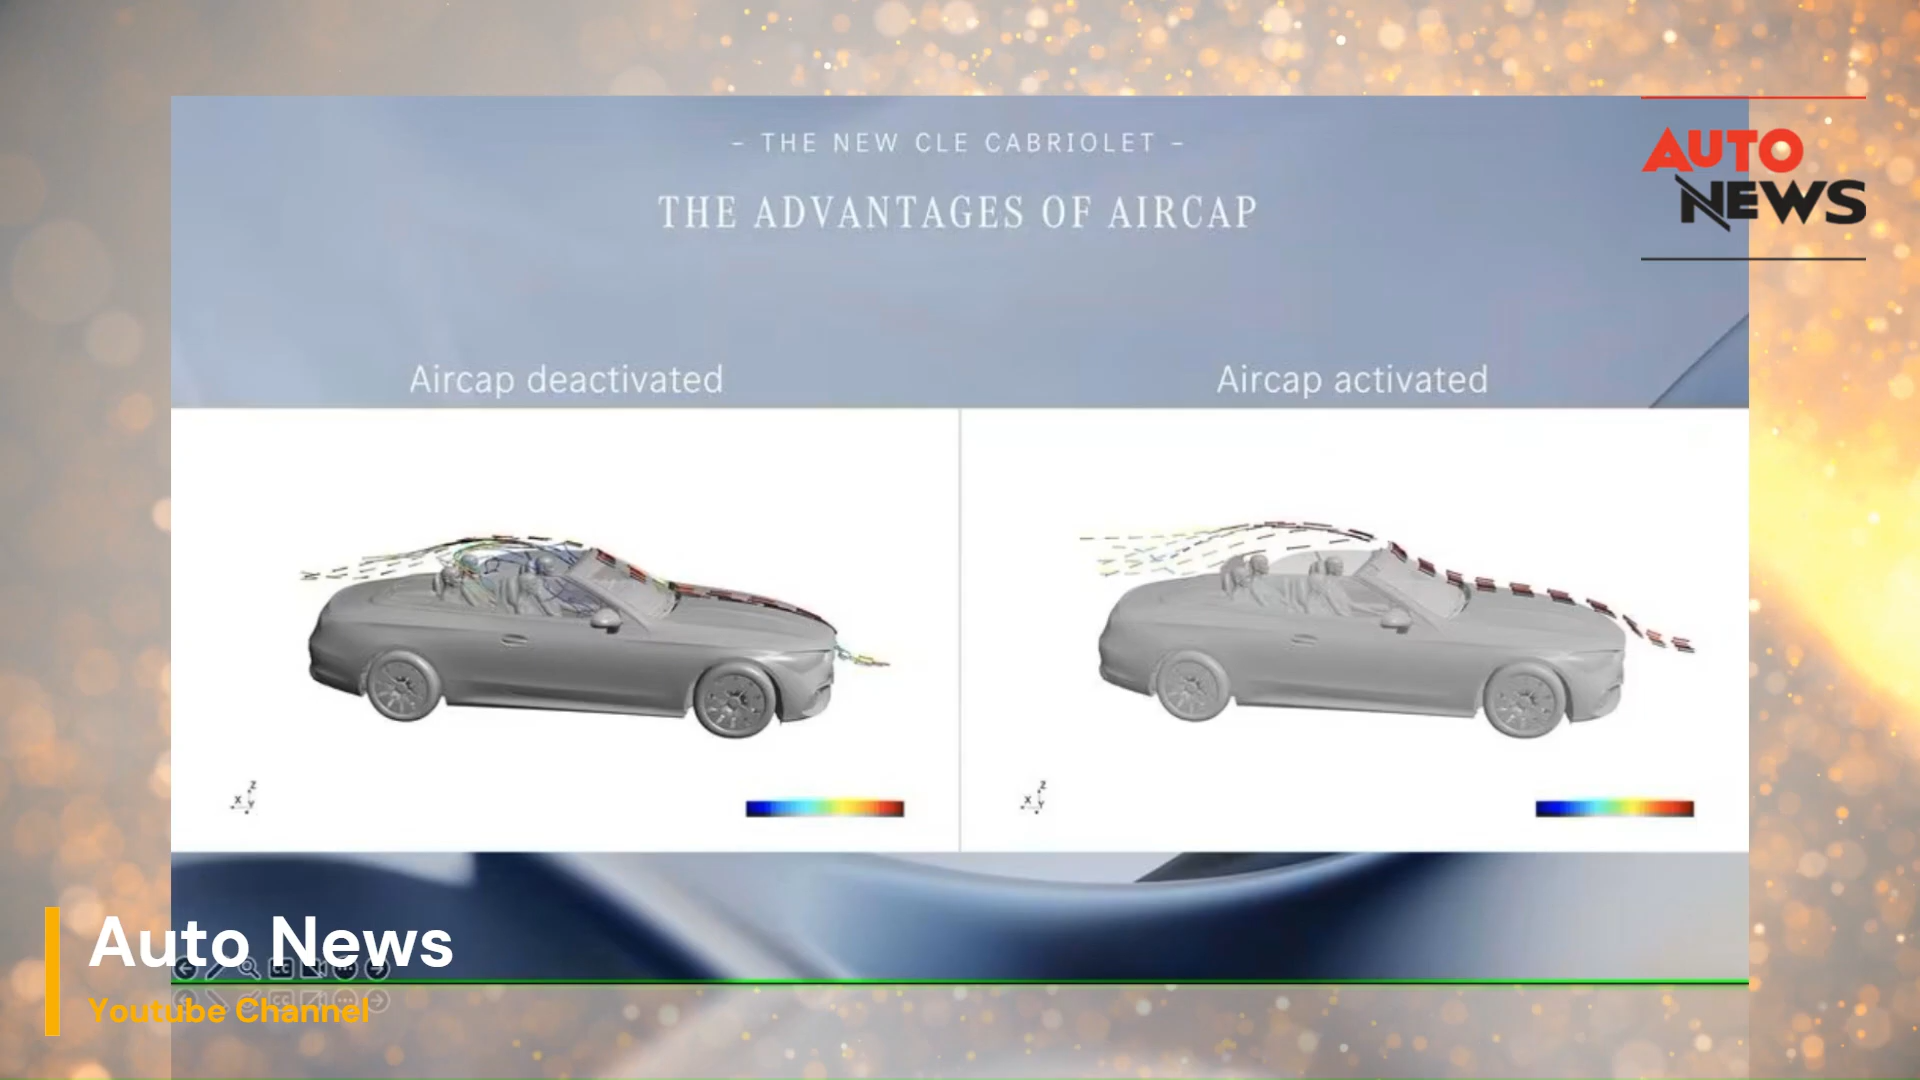 – THE NEW CLE CABRIOLET –
THE ADVANTAGES OF AIRCAP
AUTO
NEWS
Aircap deactivated
Aircap activated
Z
X
Y
Z
X
Y
Auto News
Youtube Channel